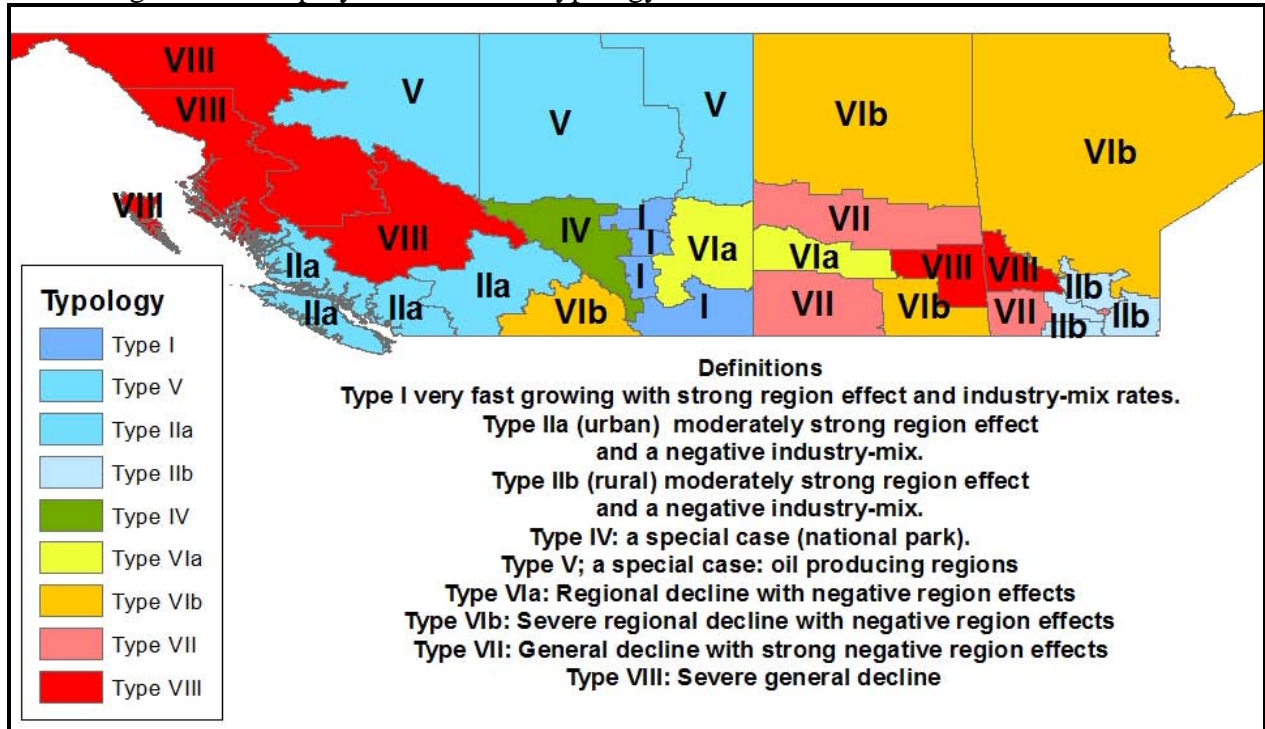 VIII
V
V
V
VIII
VIb
VIb
VIII
VII
I
IV
I
VIII
VIa
VIa
IIa
VIII
VIII
I
IIa
IIb
IIa
IIa
VIb
I
VII
VIb
VII
IIb
IIb
Typology
Type I
Type V
Type IIa
Type IIb
Type IV
Type VIa
Type VIb
Type VII
Type VIII
Definitions
Type I very fast growing with strong region effect and industry-mix rates.
Type IIa (urban) moderately strong region effect
and a negative industry-mix.
Type IIb (rural) moderately strong region effect
and a negative industry-mix.
Type IV: a special case (national park).
Type V; a special case: oil producing regions
Type VIa: Regional decline with negative region effects
Type VIb: Severe regional decline with negative region effects
Type VII: General decline with strong negative region effects
Type VIII: Severe general decline